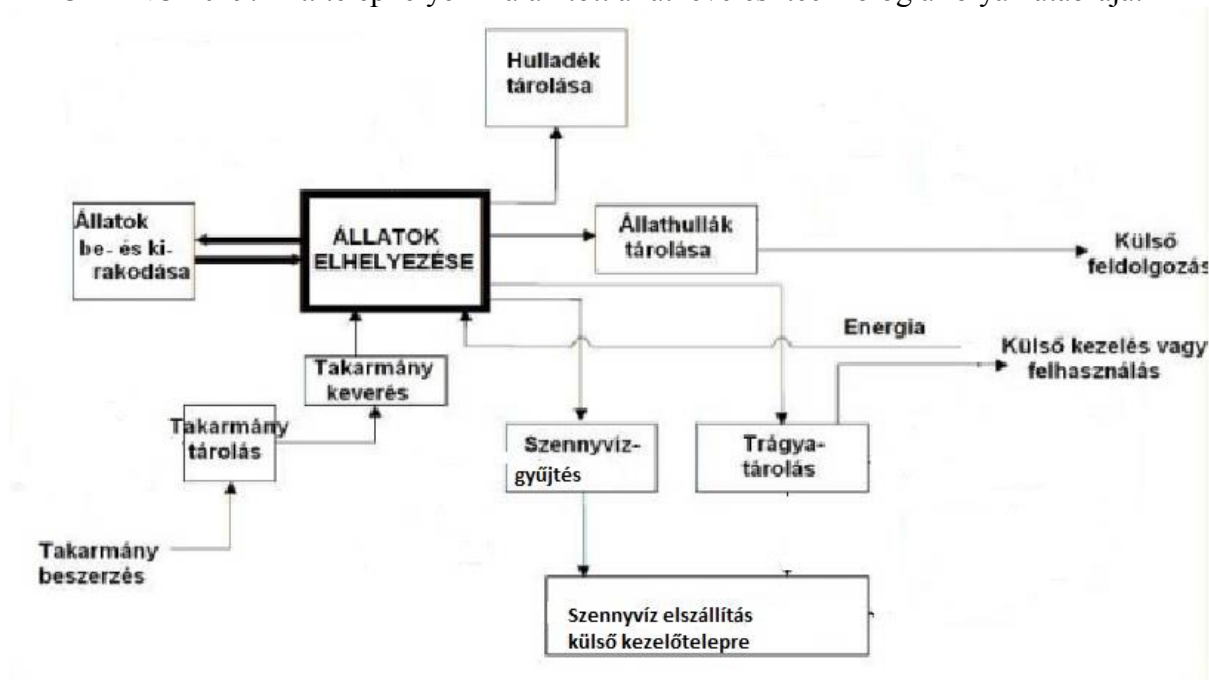 Hulladék
tárolása
Állatok
be- és ki-
rakodása
ÁLLATOK
ELHELYEZÉSE
Állathullák
tárolása
Külső
feldolgozás
Energia
Külső kezelés vagy
felhasználás
Takarmány
keverés
Takarmány
tárolás
Szennyvíz-
gyűjtés
Trágya-
tárolás
Takarmány
beszerzés
Szennyvíz elszállítás
külső kezelőtelepre